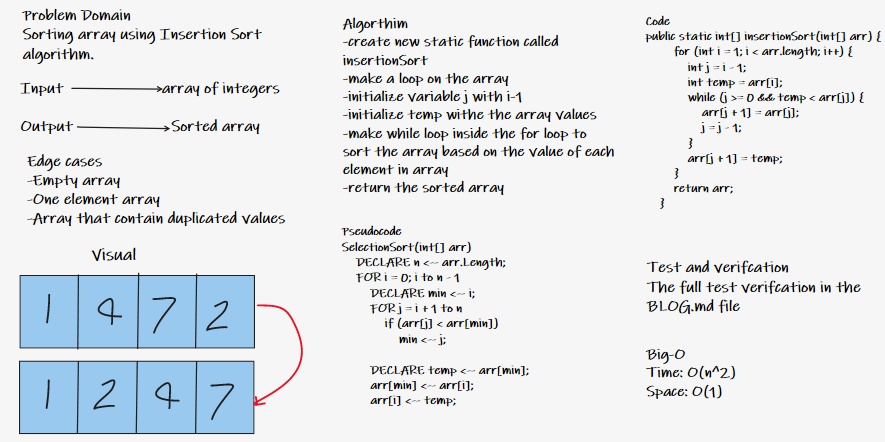 Problem Domain
Sorting array using Insertion Sort
algorithm.
Input array of integers
Output Sorted array
Edge cases
-Empty array
-One element array
-Array that contain duplicated values
Visual
1 4 7 2
1 2 4 7
Algorthim
-create new static function called
insertionSort
-make a loop on the array
-initialize variable j with i-1
-initialize temp withe the array values
-make while loop inside the for loop to
sort the array based on the value of each
element in array
-return the sorted array
Pseudocode
SelectionSort(int[] arr)
DECLARE n <-- arr.Length;
FOR i = 0; i to n - 1
DECLARE min <-- i;
FOR j = i + 1 to n
if (arr[j] < arr[min])
min <-- j;
DECLARE temp <-- arr[min];
arr[min] <-- arr[i];
arr[i] <-- temp;
Code
public static int[] insertionSort(int[] arr) {
for (int i = 1; i < arr.length; i++) {
int j = i - 1;
int temp = arr[i];
while (j >= 0 && temp < arr[j]) {
arr[j + 1] = arr[j];
j = j - 1;
}
arr[j + 1] = temp;
}
return arr;
}
Test and verifcation
The full test verifcation in the
BLOG.md file
Big-O
Time: O(n^2)
Space: O(1)